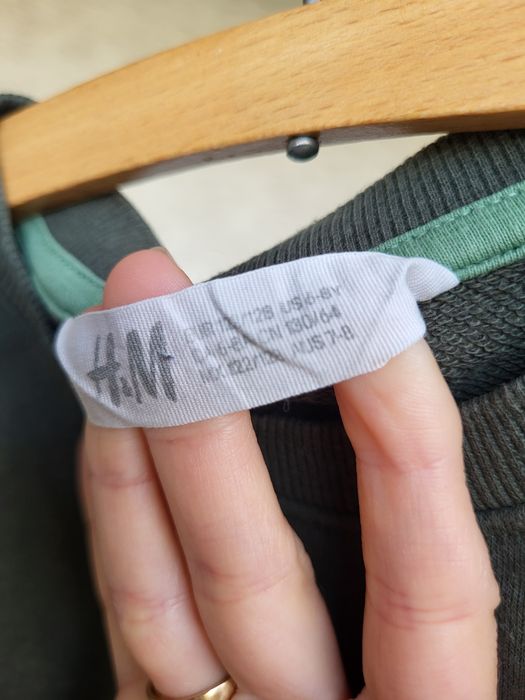 H&M
EUR 122/128 US 6-8Y
UK 6-8Y CN 130/64
MX 122/128 AUS 7-8